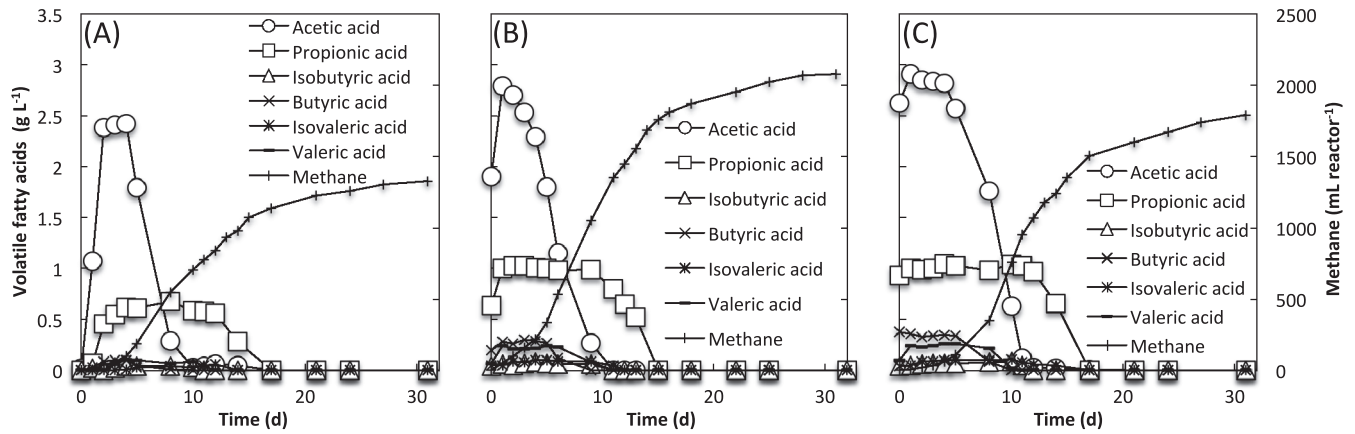 (A)
3.5
3
2.5
2
1.5
1
0.5
0
Volatile fatty acids (g L-1)
Acetic acid
Propionic acid
Isobutyric acid
Butyric acid
Isovaleric acid
Valeric acid
Methane
0 10 20 30
Time (d)
(B)
Acetic acid
Propionic acid
Isobutyric acid
Butyric acid
Isovaleric acid
Valeric acid
Methane
0 10 20 30
Time (d)
(C)
Acetic acid
Propionic acid
Isobutyric acid
Butyric acid
Isovaleric acid
Valeric acid
Methane
0 10 20 30
Time (d)
2500
2000
1500
1000
500
0
Methane (mL reactor-1)